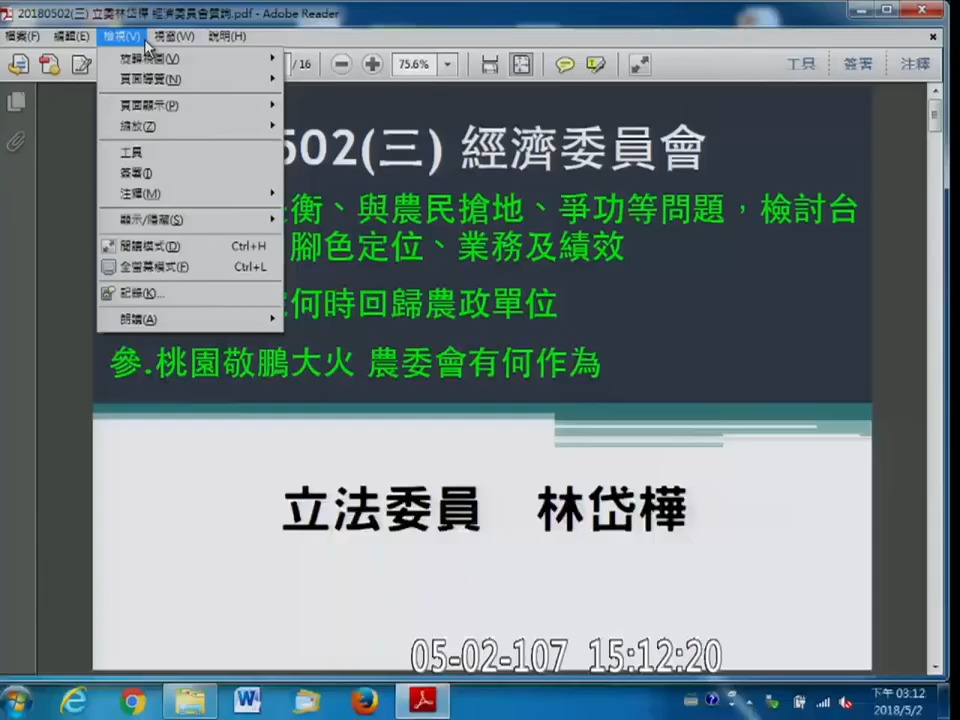 20180502(三) 立委林岱樺 經濟委員會質詢.pdf - Adobe Reader
檔案(F) 編輯(E) 檢視(V) 視窗(W) 說明(H)
/ 16 75.6% 工具 簽署 注釋
旋轉檢視(V)
頁面導覽(N)
頁面顯示(P)
縮放(Z)
工具
簽署(I)
注釋(M)
顯示/隱藏(S)
閱讀模式(D) Ctrl+H
全螢幕模式(F) Ctrl+L
記錄(K)...
朗讀(A)
502(三) 經濟委員會
衡、與農民搶地、爭功等問題，檢討台
腳色定位、業務及績效
何時回歸農政單位
參.桃園敬鵬大火 農委會有何作為
立法委員 林岱樺
05-02-107 15:12:20
下午 03:12
2018/5/2